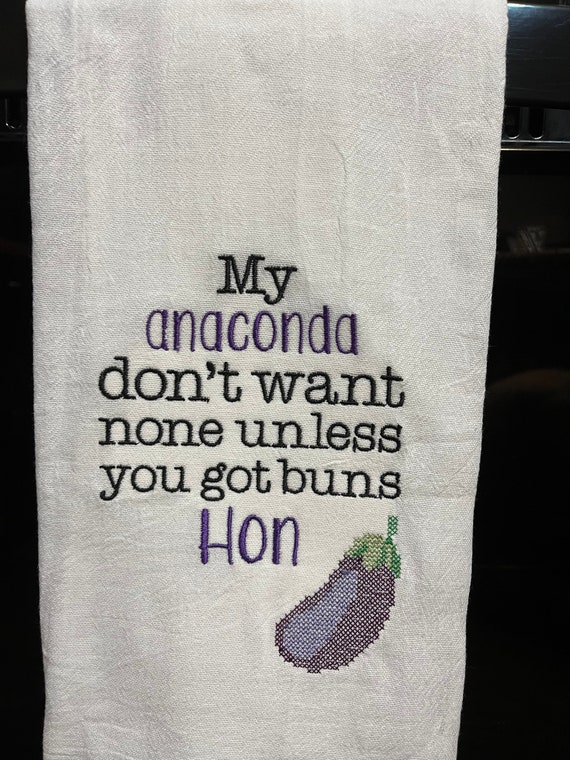 My
anaconda
don't want
none unless
you got buns
Hon